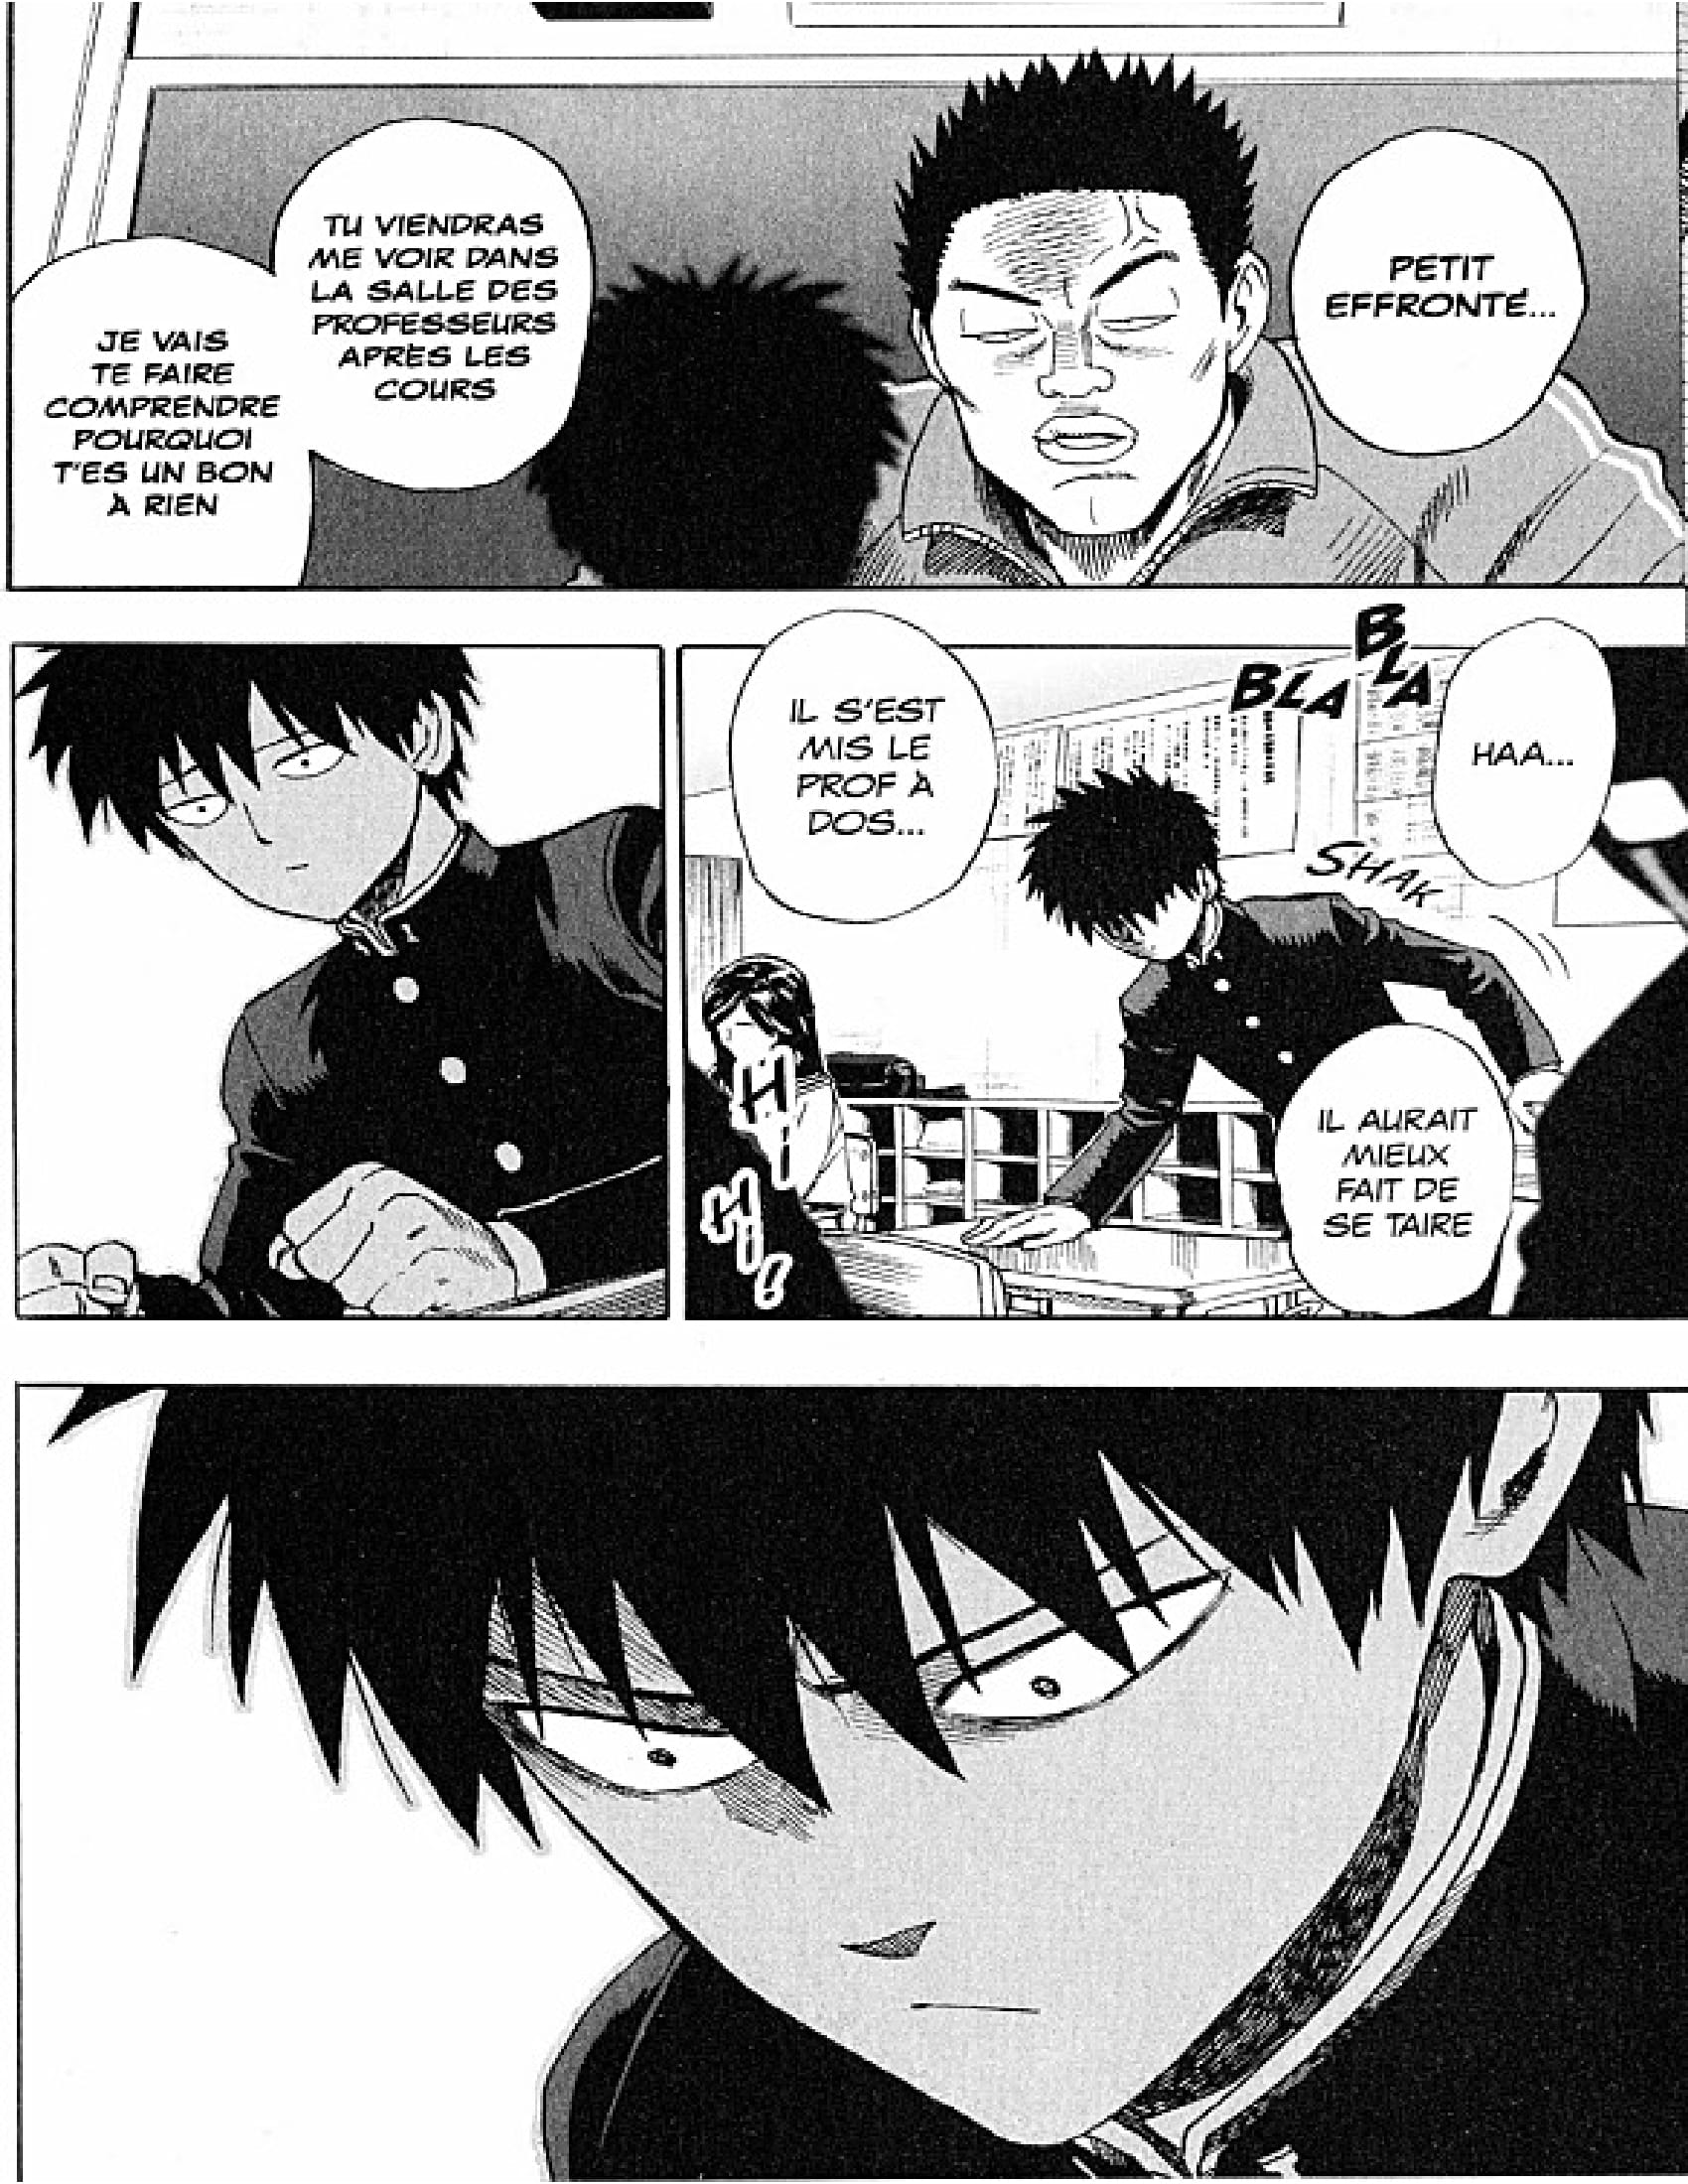 PETIT
EFFRONTÉ...
TU VIENDRAS
ME VOIR DANS
LA SALLE DES
PROFESSEURS
APRÈS LES
COURS
JE VAIS
TE FAIRE
COMPRENDRE
POURQUOI
T'ES UN BON
À RIEN
HAA...
BLA
BLA
SHAK
IL S'EST
MIS LE
PROF À
DOS...
IL AURAIT
MIEUX
FAIT DE
SE TAIRE